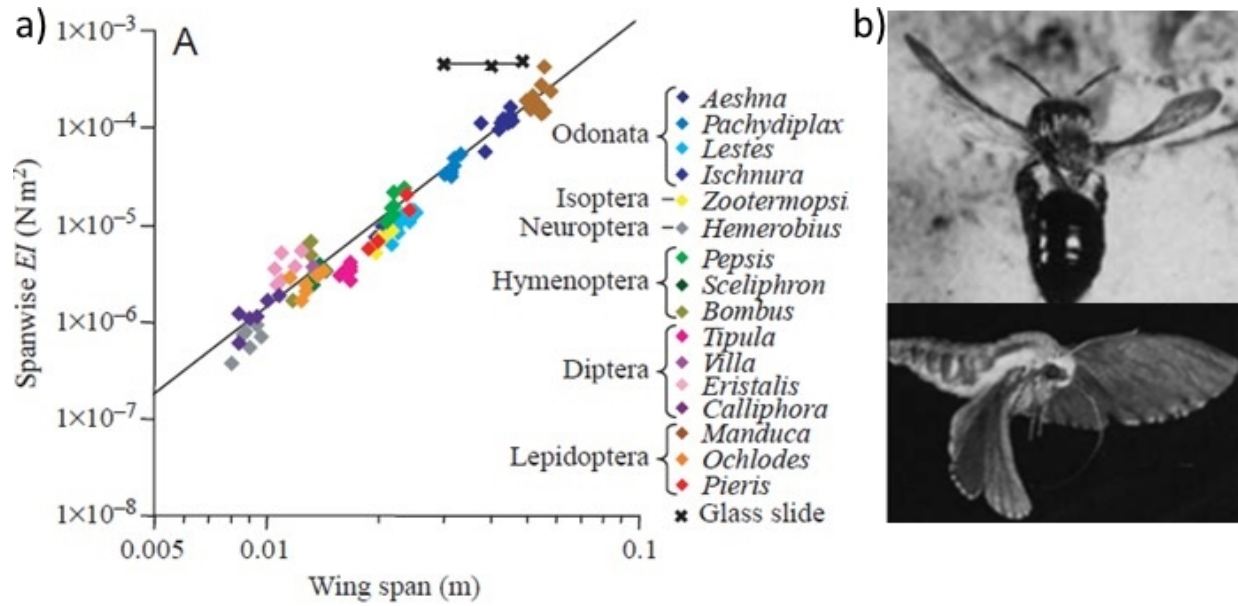 a)
A
b)
1×10⁻³
1×10⁻⁴
1×10⁻⁵
1×10⁻⁶
1×10⁻⁷
1×10⁻⁸
Spanwise EI (N m²)
0.005
0.01
0.1
Wing span (m)
Odonata
Aeshna
Pachydiplax
Lestes
Ischnura
Isoptera
Zootermopsi
Neuroptera
Hemerobius
Hymenoptera
Pepsis
Sceliphron
Bombus
Diptera
Tipula
Villa
Eristalis
Calliphora
Lepidoptera
Manduca
Ochlodes
Pieris
Glass slide